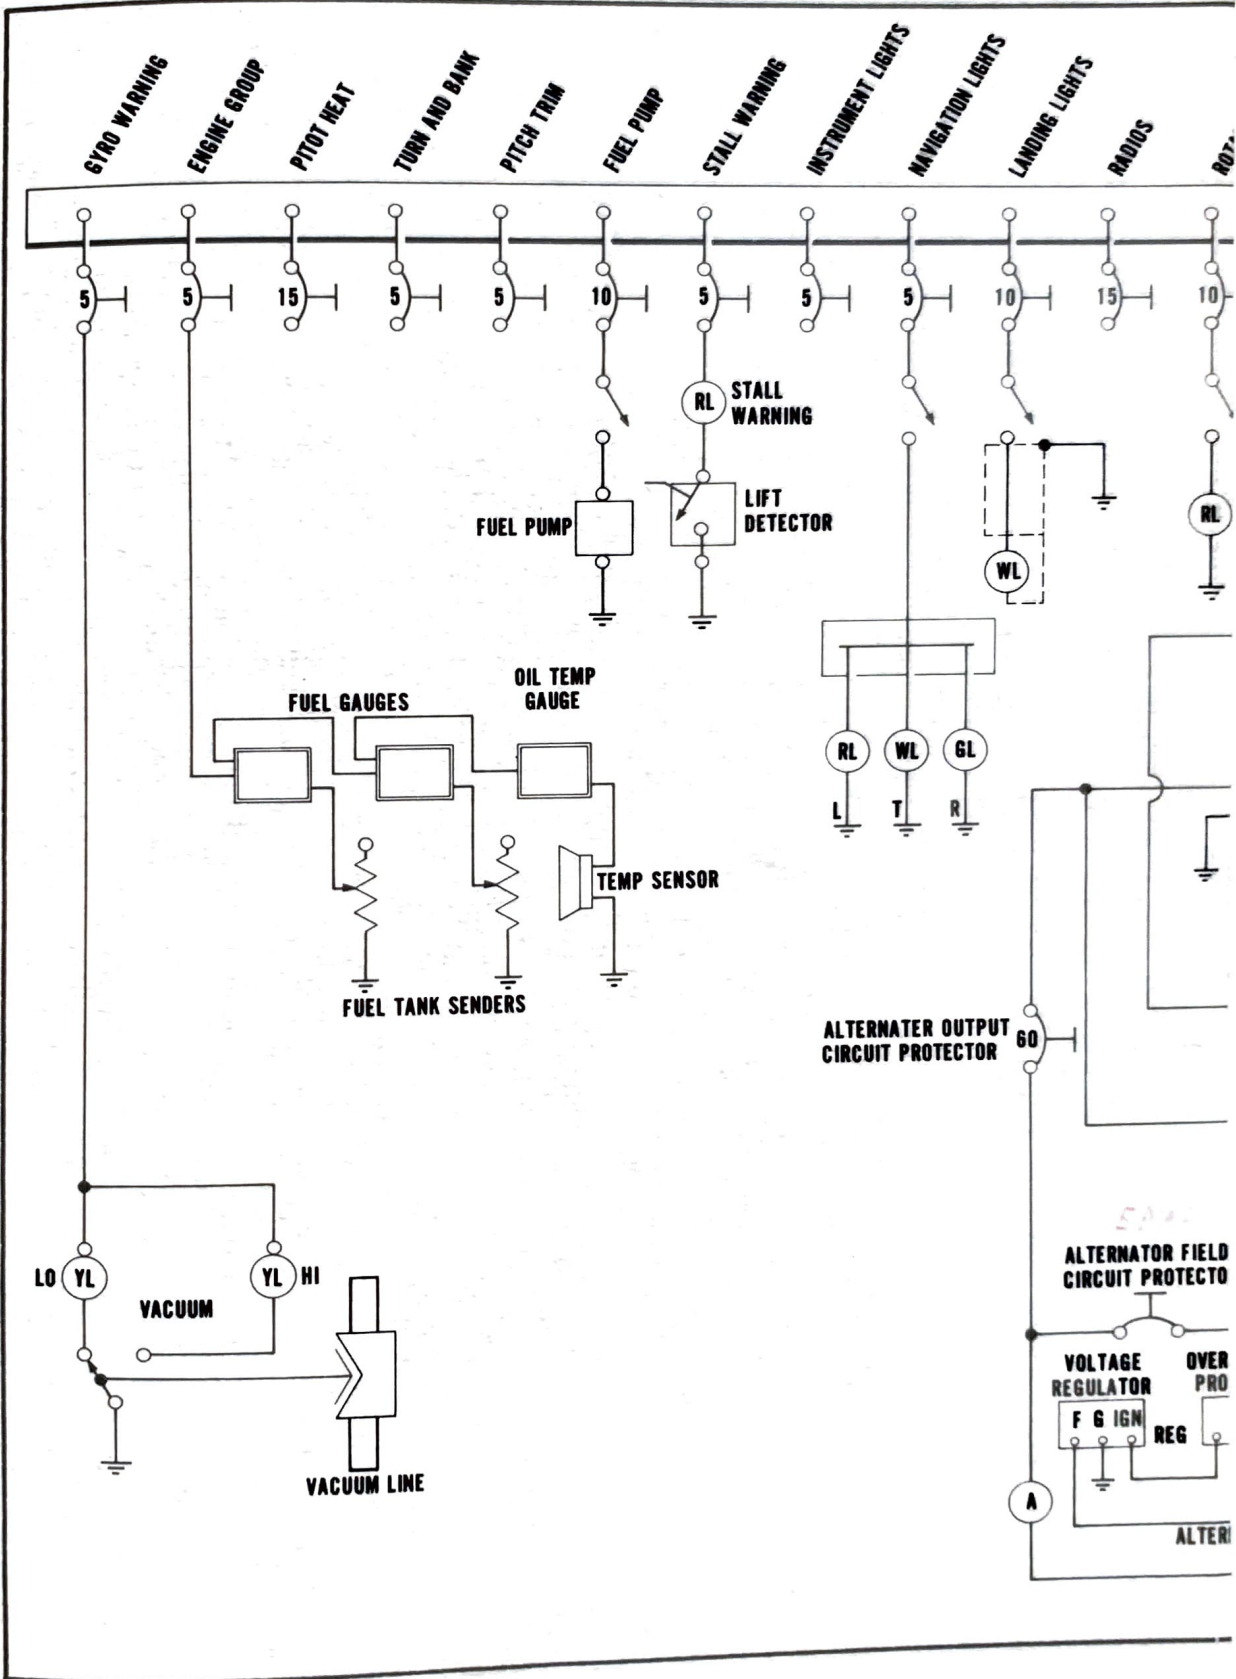 GYRO WARNING
ENGINE GROUP
PITOT HEAT
TURN AND BANK
PITCH TRIM
FUEL PUMP
STALL WARNING
INSTRUMENT LIGHTS
NAVIGATION LIGHTS
LANDING LIGHTS
RADIOS
5
5
15
5
5
10
5
5
5
10
15
10
RL
STALL
WARNING
FUEL PUMP
LIFT
DETECTOR
RL
WL
FUEL GAUGES
OIL TEMP
GAUGE
RL
WL
GL
L
T
R
TEMP SENSOR
FUEL TANK SENDERS
ALTERNATER OUTPUT
CIRCUIT PROTECTOR
60
LO
YL
YL
HI
VACUUM
VACUUM LINE
ALTERNATOR FIELD
CIRCUIT PROTECTO
VOLTAGE
REGULATOR
OVER
PRO
F G IGN
REG
A
ALTER